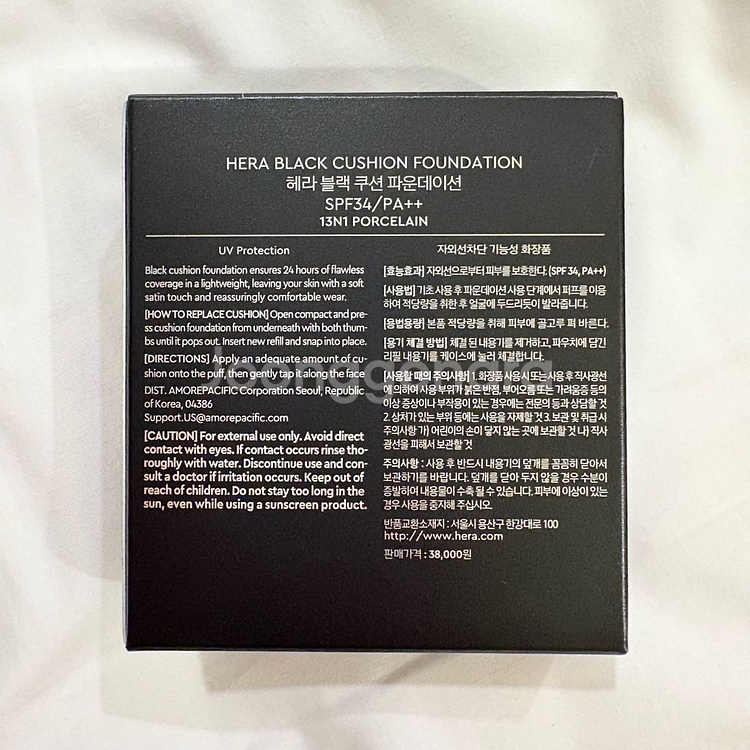 HERA BLACK CUSHION FOUNDATION
헤라 블랙 쿠션 파운데이션
SPF34/PA++
13N1 PORCELAIN
UV Protection
Black cushion foundation ensures 24 hours of flawless
coverage in a lightweight, leaving your skin with a soft
satin touch and reassuringly comfortable wear.
[HOW TO REPLACE CUSHION] Open compact and pre-
ss cushion foundation from underneath with both thum-
bs until it pops out. Insert new refill and snap into place.
[DIRECTIONS] Apply an adequate amount of cu-
shion onto the puff, then gently tap it along the face
DIST. AMOREPACIFIC Corporation Seoul, Republic
of Korea, 04386
Support.US@amorepacific.com
[CAUTION] For external use only. Avoid direct
contact with eyes. If contact occurs rinse tho-
roughly with water. Discontinue use and con-
sult a doctor if irritation occurs. Keep out of
reach of children. Do not stay too long in the
sun, even while using a sunscreen product.
자외선차단 기능성 화장품
[효능효과] 자외선으로부터 피부를 보호한다. (SPF 34, PA++)
[사용법] 기초 사용 후 파운데이션 사용 단계에서 퍼프를 이용
하여 적당량을 취한 후 얼굴에 두드리듯이 발라줍니다.
[용법용량] 본품 적당량을 취해 피부에 골고루 펴 바른다.
[용기 체결 방법] 체결 된 내용기를 제거하고, 파우치에 담긴
리필 내용기를 케이스에 눌러 체결합니다.
[사용할 때의 주의사항] 1. 화장품 사용 시 또는 사용 후 직사광선
에 의하여 사용 부위가 붉은 반점, 부어오름 또는 가려움증 등의
이상 증상이나 부작용이 있는 경우에는 전문의 등과 상담할 것
2. 상처가 있는 부위 등에는 사용을 자제할 것 3. 보관 및 취급 시
주의사항 가) 어린이의 손이 닿지 않는 곳에 보관할 것 나) 직사
광선을 피해서 보관할 것
주의사항 : 사용 후 반드시 내용기의 덮개를 꼼꼼히 닫아서
보관하기를 바랍니다. 덮개를 닫아 두지 않을 경우 수분이
증발하여 내용물이 수축 될 수 있습니다. 피부에 이상이 있는
경우 사용을 중지해 주십시오.
반품교환소재지 : 서울시 용산구 한강대로 100
http://www.hera.com
판매가격 : 38,000원